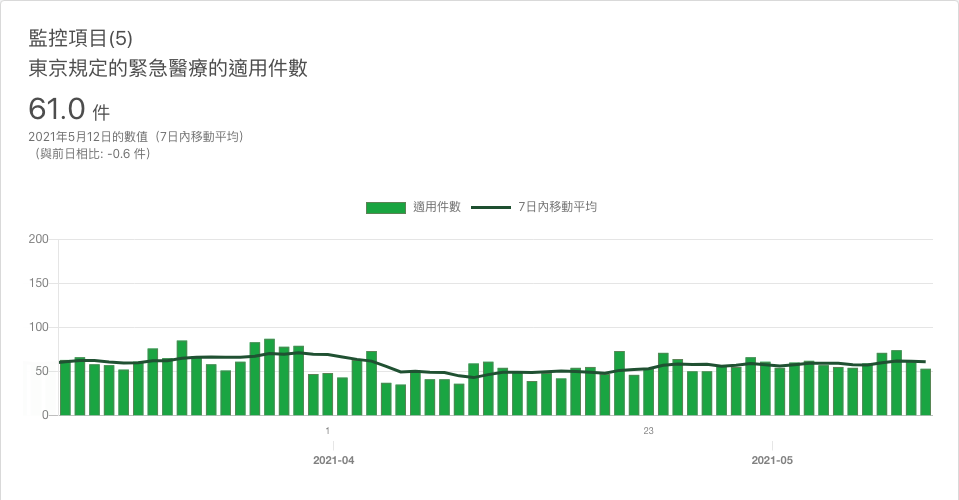 監控項目(5)
東京規定的緊急醫療的適用件數
61.0 件
2021年5月12日的數值（7日內移動平均）
（與前日相比: -0.6 件）
適用件數 7日內移動平均
200
150
100
50
0
1 23
2021-04 2021-05